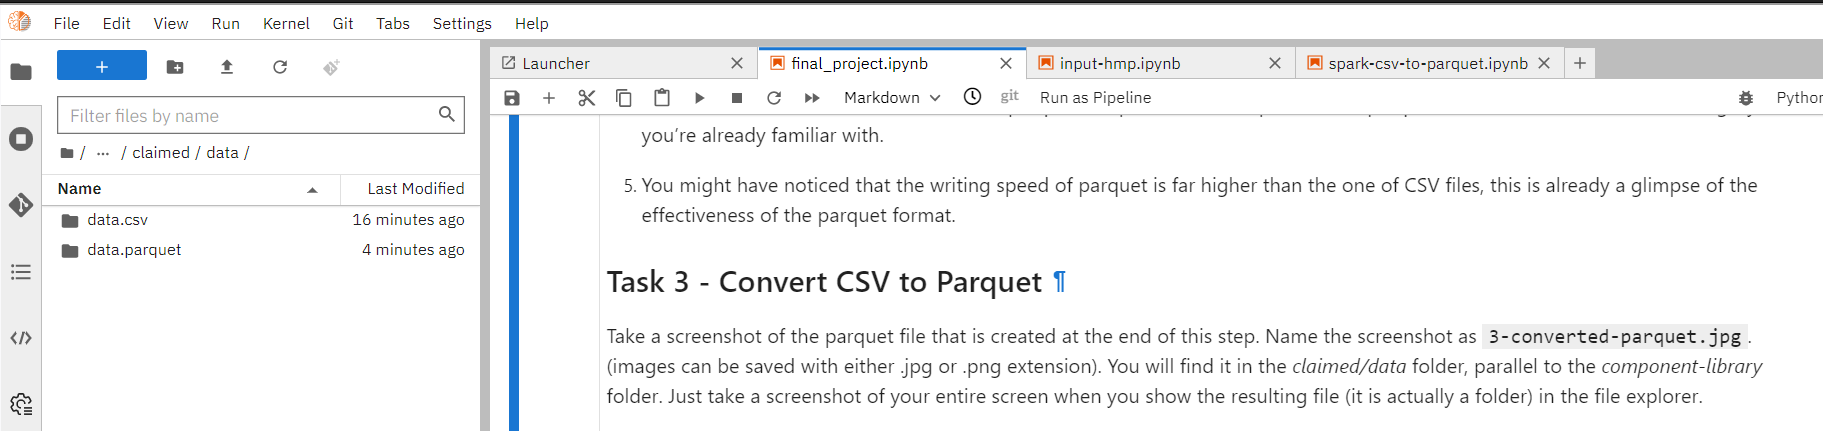 File Edit View Run Kernel Git Tabs Settings Help
Launcher
final_project.ipynb
input-hmp.ipynb
spark-csv-to-parquet.ipynb
Markdown
git
Run as Pipeline
Filter files by name
/ ··· / claimed / data /
Name Last Modified
data.csv 16 minutes ago
data.parquet 4 minutes ago
you’re already familiar with.
5. You might have noticed that the writing speed of parquet is far higher than the one of CSV files, this is already a glimpse of the
effectiveness of the parquet format.
Task 3 - Convert CSV to Parquet ¶
Take a screenshot of the parquet file that is created at the end of this step. Name the screenshot as 3-converted-parquet.jpg.
(images can be saved with either .jpg or .png extension). You will find it in the claimed/data folder, parallel to the component-library
folder. Just take a screenshot of your entire screen when you show the resulting file (it is actually a folder) in the file explorer.